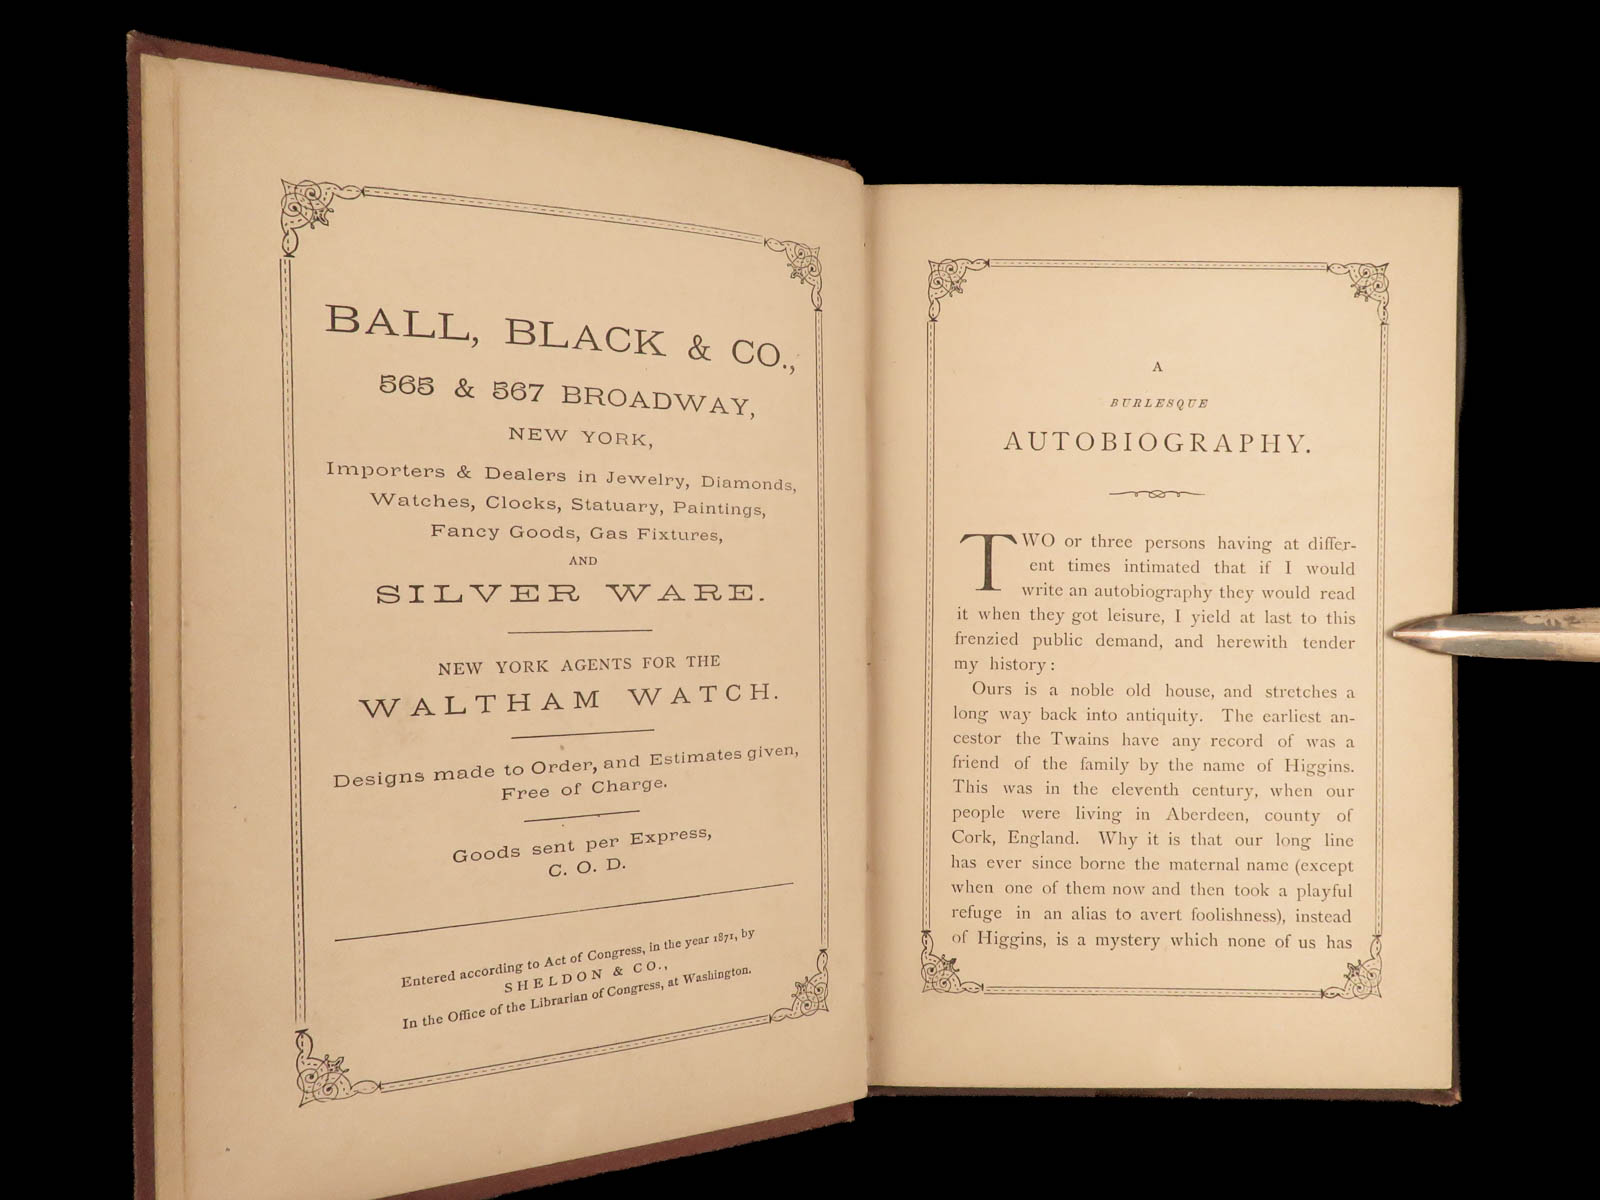 BALL, BLACK & CO.,
565 & 567 BROADWAY,
NEW YORK,
Importers & Dealers in Jewelry, Diamonds,
Watches, Clocks, Statuary, Paintings,
Fancy Goods, Gas Fixtures,
AND
SILVER WARE.
NEW YORK AGENTS FOR THE
WALTHAM WATCH.
Designs made to Order, and Estimates given,
Free of Charge.
Goods sent per Express,
C. O. D.
Entered according to Act of Congress, in the year 1871, by
SHELDON & CO.,
In the Office of the Librarian of Congress, at Washington.
A
BURLESQUE
AUTOBIOGRAPHY.
TWO or three persons having at differ-
ent times intimated that if I would
write an autobiography they would read
it when they got leisure, I yield at last to this
frenzied public demand, and herewith tender
my history:
Ours is a noble old house, and stretches a
long way back into antiquity. The earliest an-
cestor the Twains have any record of was a
friend of the family by the name of Higgins.
This was in the eleventh century, when our
people were living in Aberdeen, county of
Cork, England. Why it is that our long line
has ever since borne the maternal name (except
when one of them now and then took a playful
refuge in an alias to avert foolishness), instead
of Higgins, is a mystery which none of us has